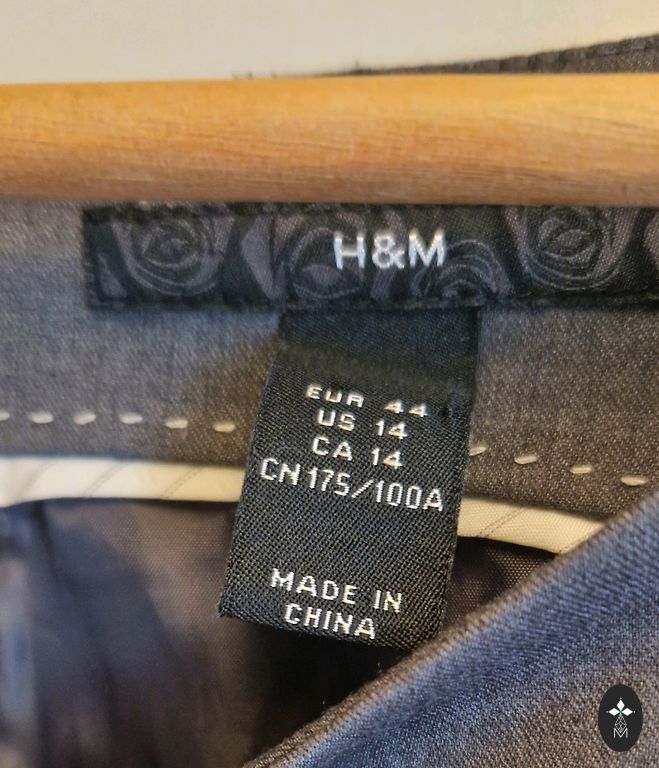 H&M
EUR 44
US 14
CA 14
CN 175/100A
MADE IN
CHINA
M